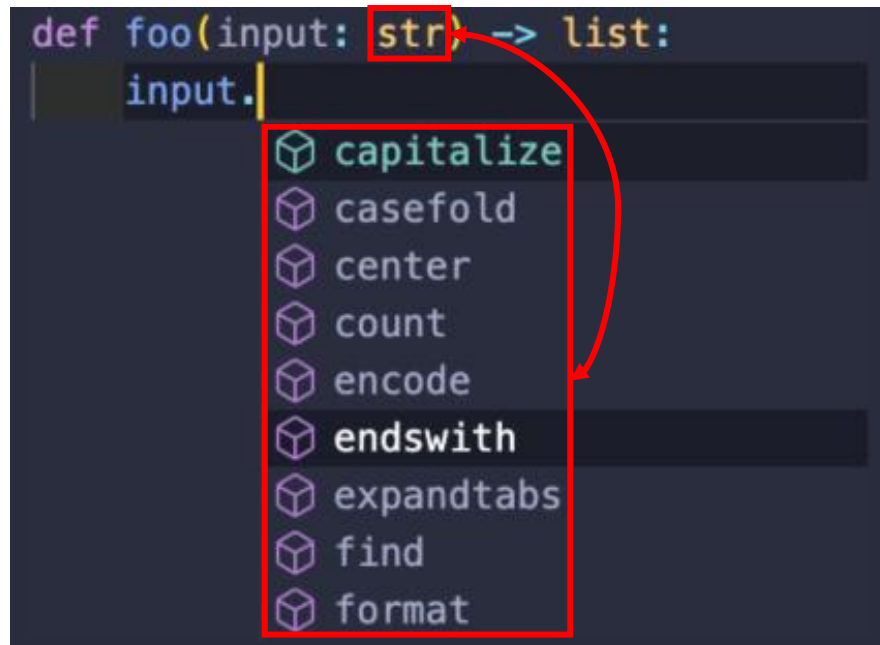 def foo(input: str) -> list:
input.
capitalize
casefold
center
count
encode
endswith
expandtabs
find
format